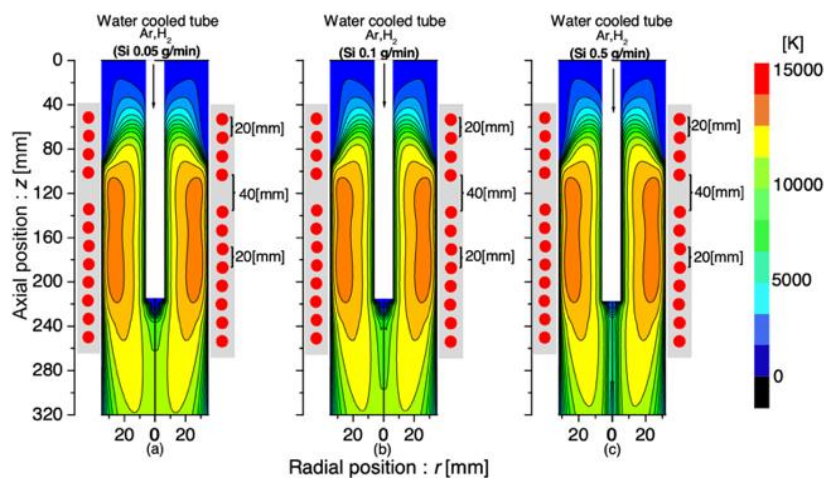 Water cooled tube
Ar,H₂
(Si 0.05 g/min)
Water cooled tube
Ar,H₂
(Si 0.1 g/min)
Water cooled tube
Ar,H₂
(Si 0.5 g/min)
[K]
15000
10000
5000
0
Axial position : z [mm]
0
40
80
120
160
200
240
280
320
20[mm]
40[mm]
20[mm]
20[mm]
40[mm]
20[mm]
20[mm]
40[mm]
20[mm]
20 0 20
(a)
20 0 20
(b)
20 0 20
(c)
Radial position : r [mm]